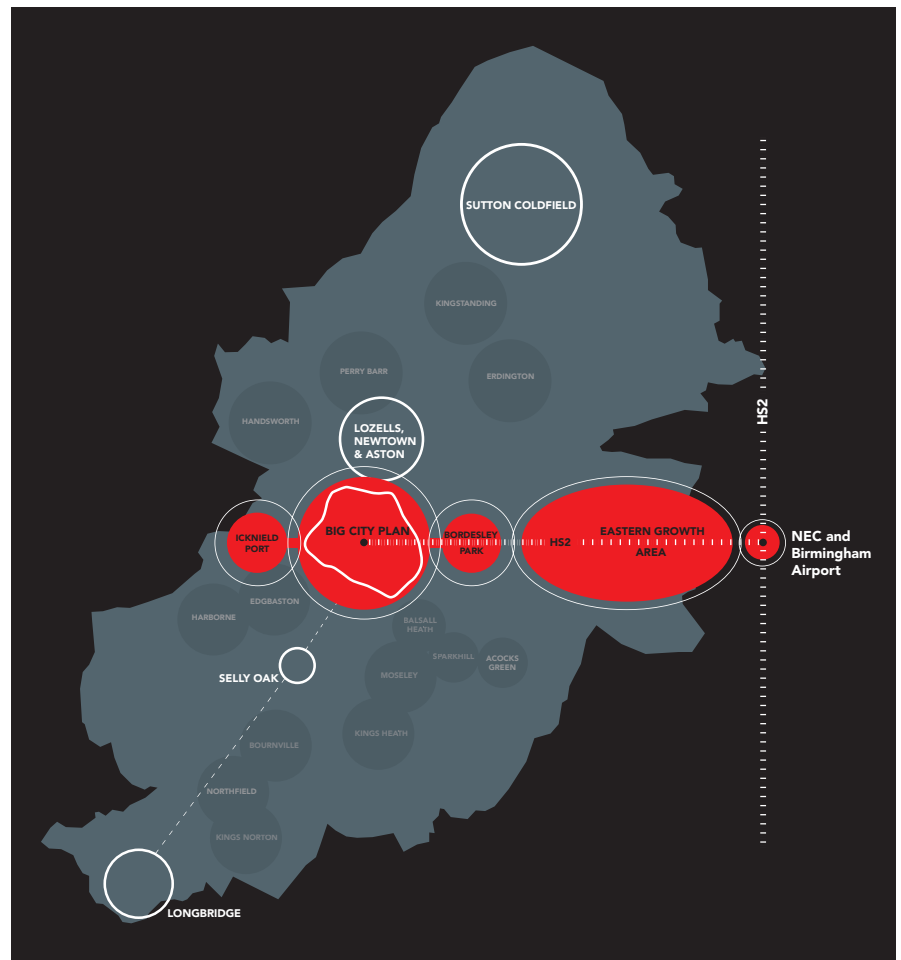 SUTTON COLDFIELD
KINGSTANDING
PERRY BARR
ERDINGTON
HANDSWORTH
HS2
LOZELLS,
NEWTOWN
& ASTON
ICKNIELD
PORT
BIG CITY PLAN
BORDESLEY
PARK
HS2
EASTERN GROWTH
AREA
NEC and
Birmingham
Airport
EDGBASTON
HARBORNE
BALSALL
HEATH
SPARKHILL
ACOCKS
GREEN
SELLY OAK
MOSELEY
KINGS HEATH
BOURNVILLE
NORTHFIELD
KINGS NORTON
LONGBRIDGE